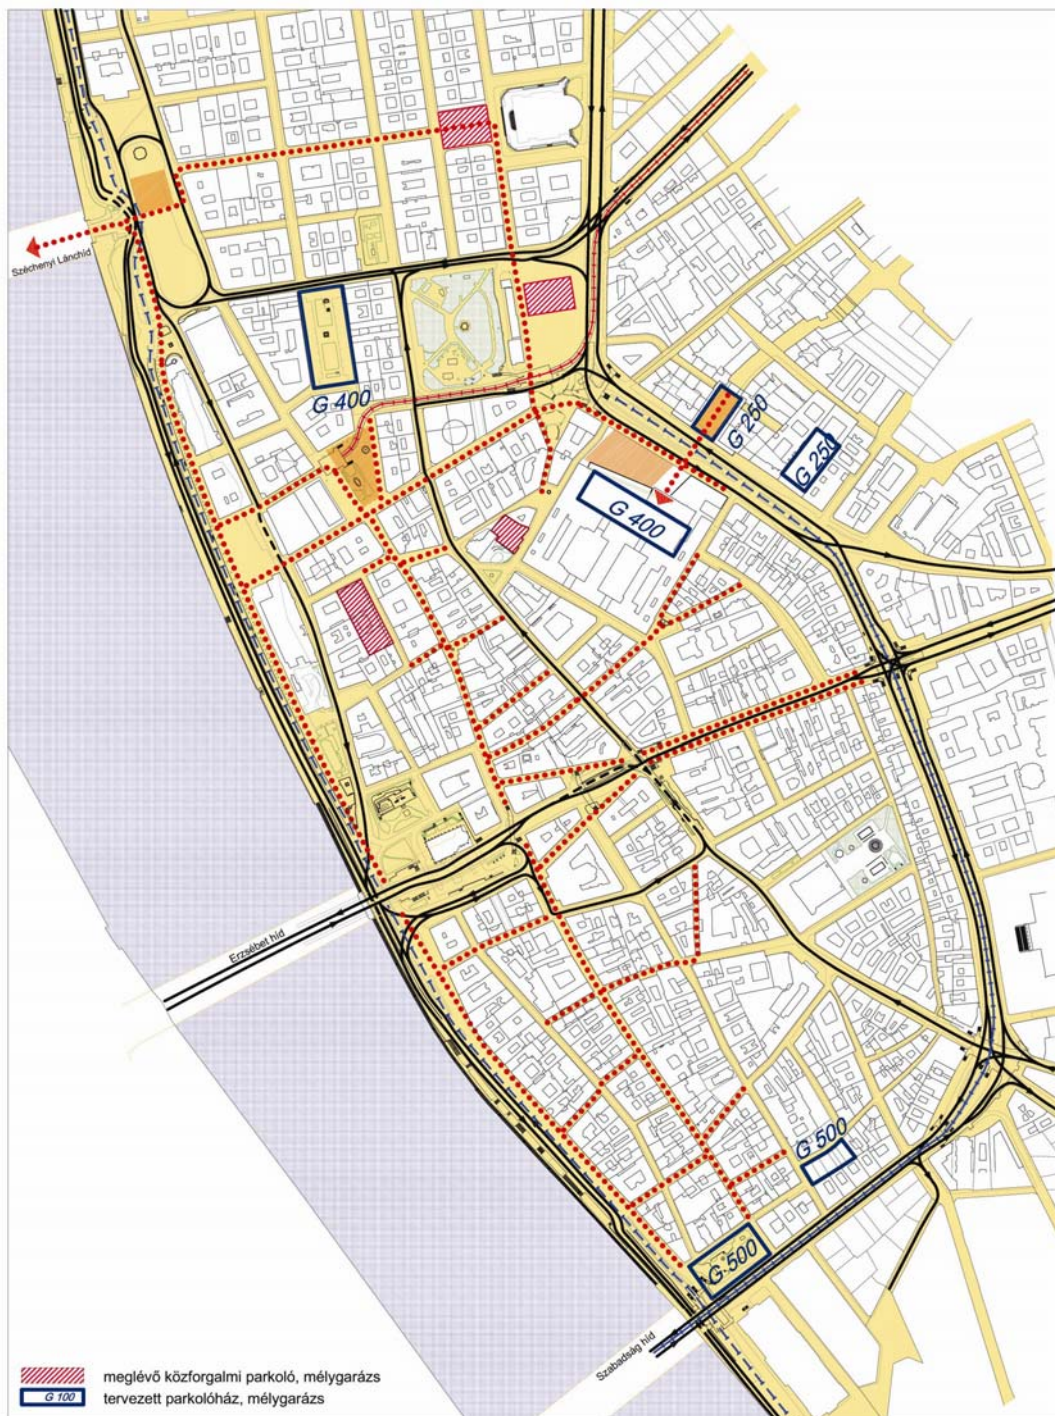 Széchenyi Lánchíd
G 400
G 250
G 250
G 400
Erzsébet híd
G 500
G 500
Szabadság híd
meglévő közforgalmi parkoló, mélygarázs
G 100 tervezett parkolóház, mélygarázs